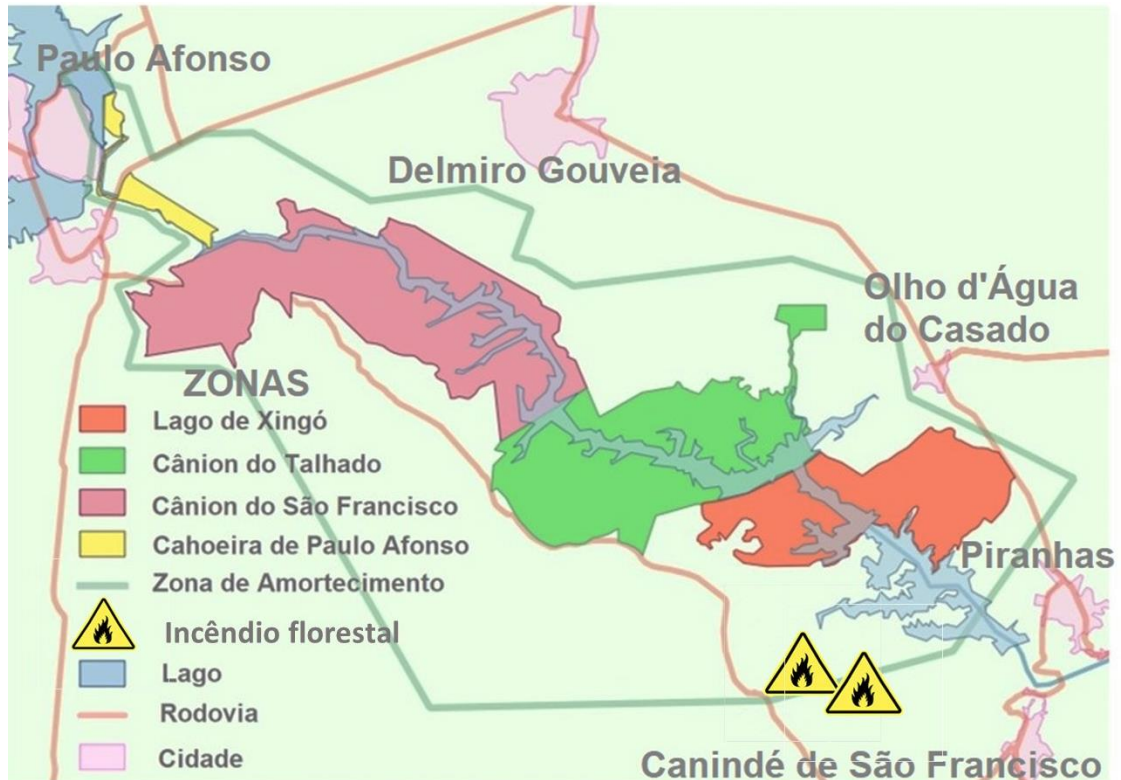 Paulo Afonso
Delmiro Gouveia
Olho d'Água
do Casado
ZONAS
Lago de Xingó
Cânion do Talhado
Cânion do São Francisco
Cahoeira de Paulo Afonso
Zona de Amortecimento
Piranhas
Incêndio florestal
Lago
Rodovia
Cidade
Canindé de São Francisco